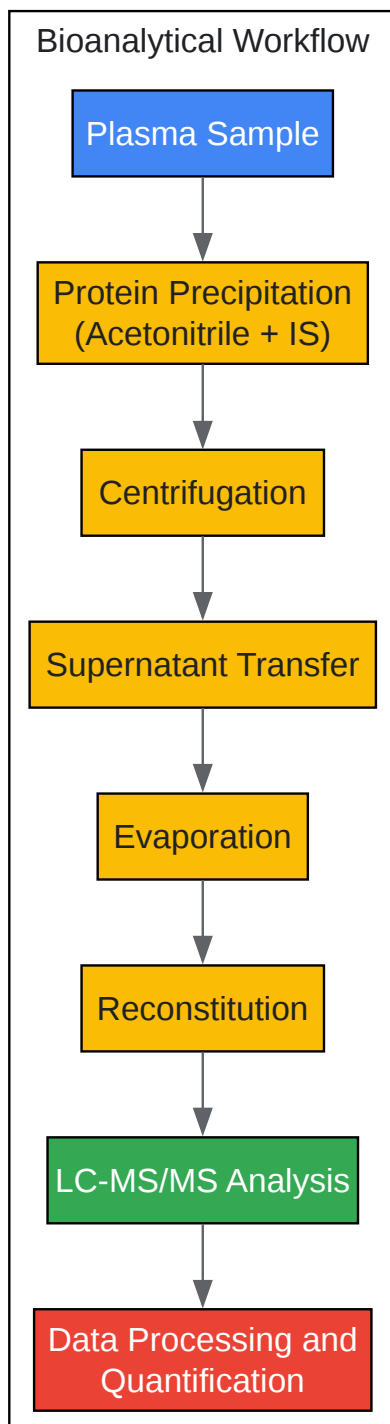 Bioanalytical Workflow
Plasma Sample
Protein Precipitation
(Acetonitrile + IS)
Centrifugation
Supernatant Transfer
Evaporation
Reconstitution
LC-MS/MS Analysis
Data Processing and
Quantification